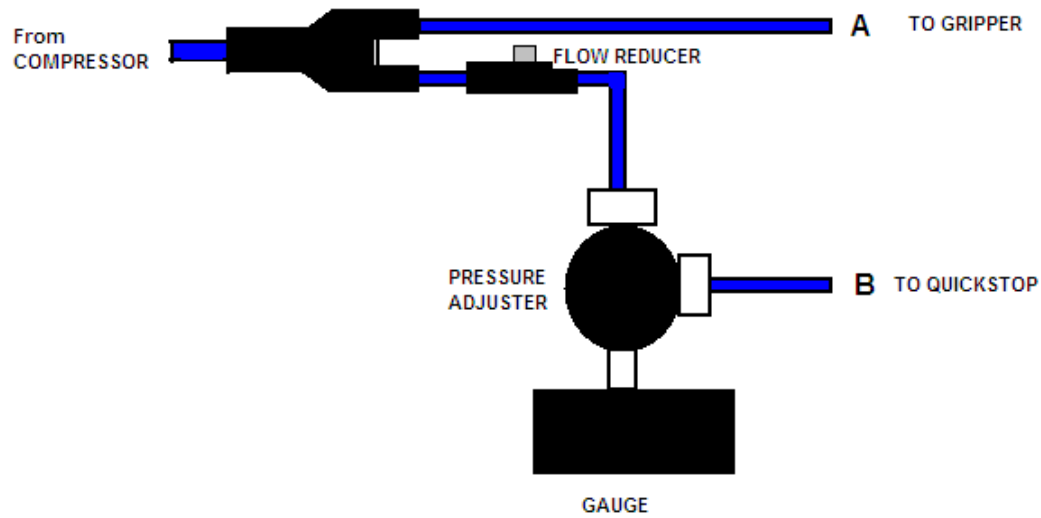 From
COMPRESSOR
A TO GRIPPER
FLOW REDUCER
PRESSURE
ADJUSTER
B TO QUICKSTOP
GAUGE